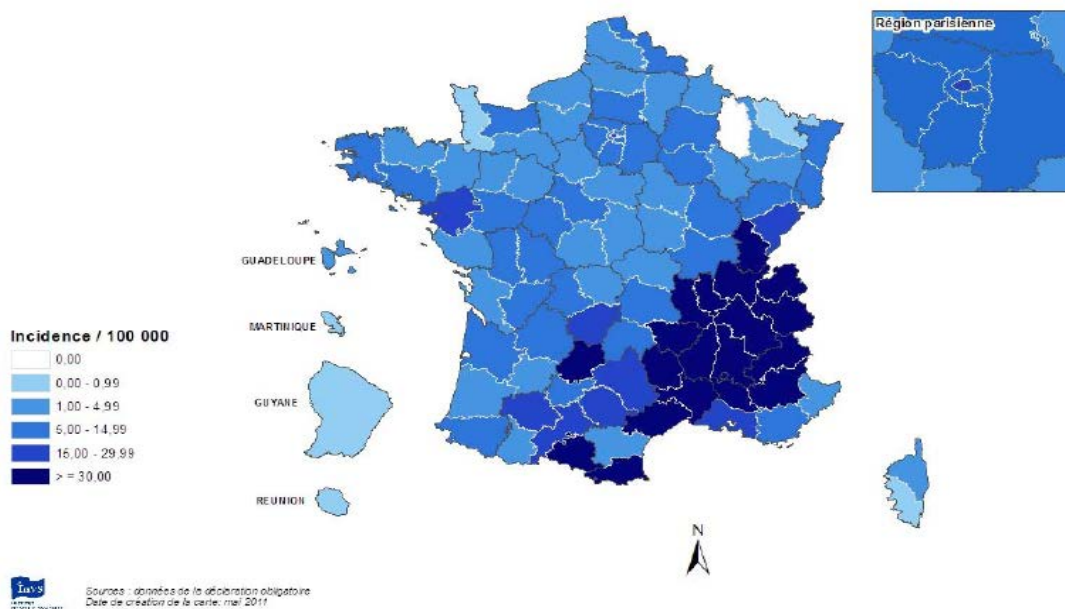 Région parisienne
GUADELOUPE
MARTINIQUE
GUYANE
REUNION
Incidence / 100 000
0,00
0,00 - 0,99
1,00 - 4,99
5,00 - 14,99
15,00 - 29,99
> = 30,00
N
Sources : données de la déclaration obligatoire
Date de création de la carte: mai 2011